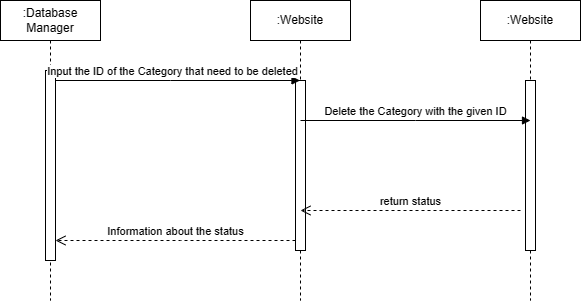 :Database
Manager
:Website
:Website
Input the ID of the Category that need to be deleted
Delete the Category with the given ID
return status
Information about the status